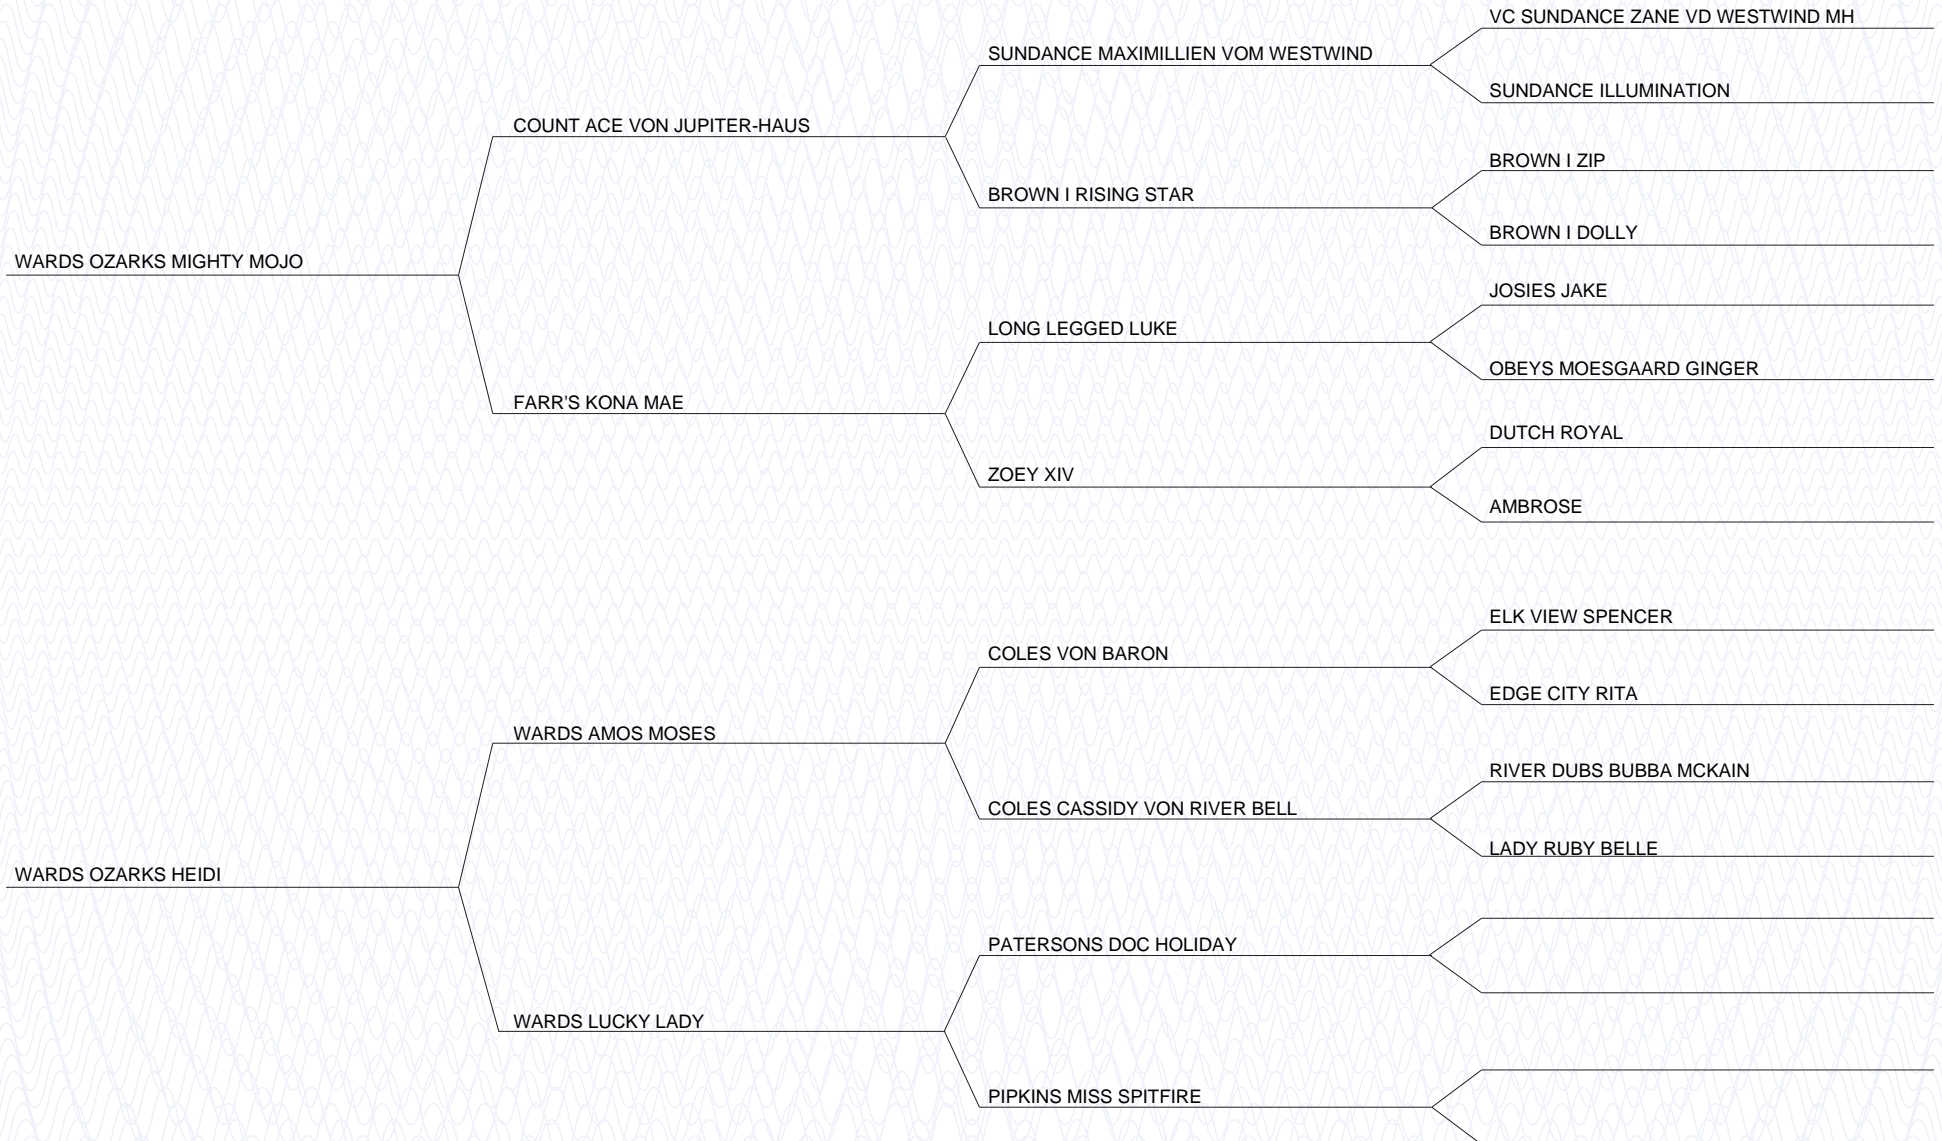 VC SUNDANCE ZANE VD WESTWIND MH
SUNDANCE MAXIMILLIEN VOM WESTWIND
SUNDANCE ILLUMINATION
COUNT ACE VON JUPITER-HAUS
BROWN I ZIP
BROWN I RISING STAR
BROWN I DOLLY
WARDS OZARKS MIGHTY MOJO
JOSIES JAKE
LONG LEGGED LUKE
OBEYS MOESGAARD GINGER
FARR'S KONA MAE
DUTCH ROYAL
ZOEY XIV
AMBROSE
ELK VIEW SPENCER
COLES VON BARON
EDGE CITY RITA
WARDS AMOS MOSES
RIVER DUBS BUBBA MCKAIN
COLES CASSIDY VON RIVER BELL
LADY RUBY BELLE
WARDS OZARKS HEIDI
PATERSONS DOC HOLIDAY
WARDS LUCKY LADY
PIPKINS MISS SPITFIRE